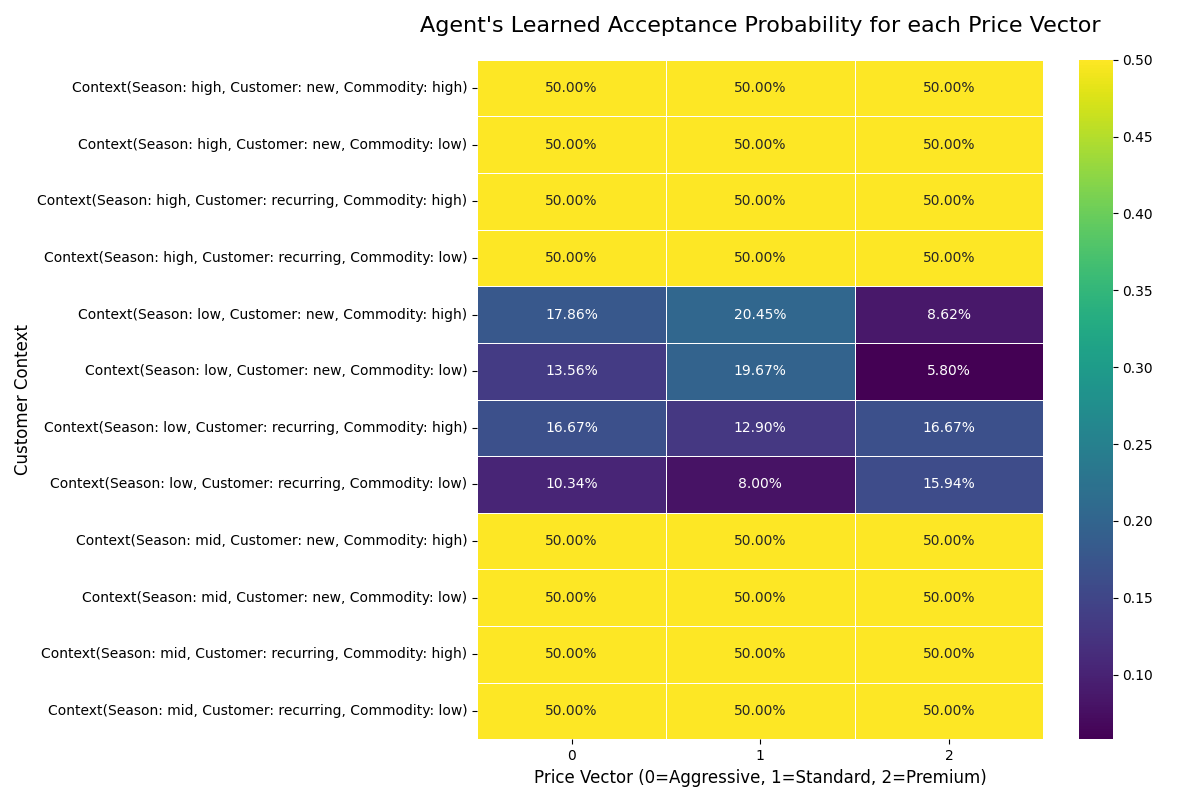 Agent's Learned Acceptance Probability for each Price Vector
Customer Context
Context(Season: high, Customer: new, Commodity: high) 50.00% 50.00% 50.00%
Context(Season: high, Customer: new, Commodity: low) 50.00% 50.00% 50.00%
Context(Season: high, Customer: recurring, Commodity: high) 50.00% 50.00% 50.00%
Context(Season: high, Customer: recurring, Commodity: low) 50.00% 50.00% 50.00%
Context(Season: low, Customer: new, Commodity: high) 17.86% 20.45% 8.62%
Context(Season: low, Customer: new, Commodity: low) 13.56% 19.67% 5.80%
Context(Season: low, Customer: recurring, Commodity: high) 16.67% 12.90% 16.67%
Context(Season: low, Customer: recurring, Commodity: low) 10.34% 8.00% 15.94%
Context(Season: mid, Customer: new, Commodity: high) 50.00% 50.00% 50.00%
Context(Season: mid, Customer: new, Commodity: low) 50.00% 50.00% 50.00%
Context(Season: mid, Customer: recurring, Commodity: high) 50.00% 50.00% 50.00%
Context(Season: mid, Customer: recurring, Commodity: low) 50.00% 50.00% 50.00%
0 1 2
Price Vector (0=Aggressive, 1=Standard, 2=Premium)
0.50
0.45
0.40
0.35
0.30
0.25
0.20
0.15
0.10